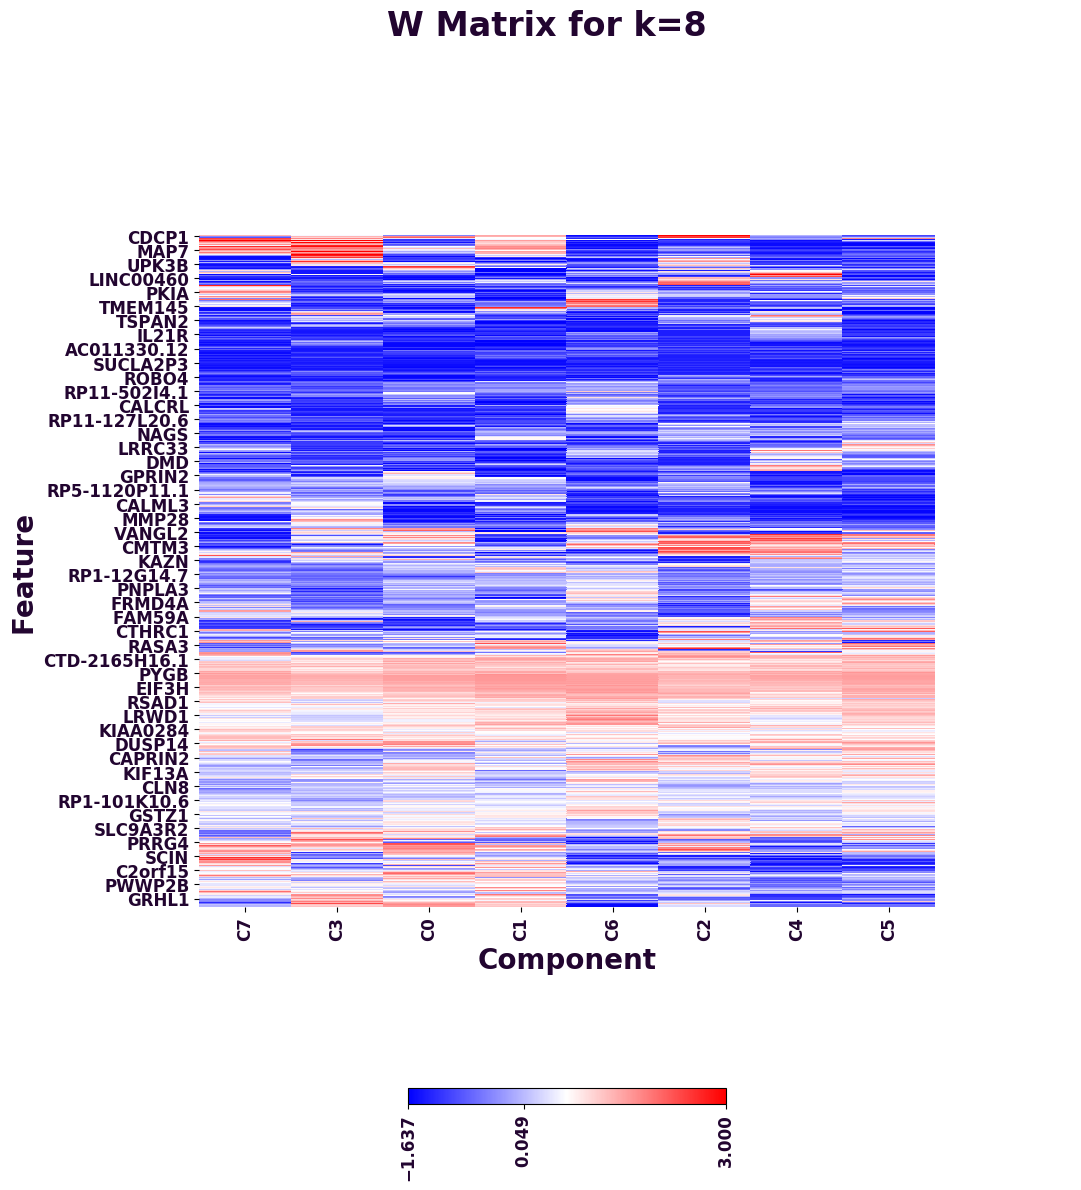 W Matrix for k=8
CDCP1
MAP7
UPK3B
LINC00460
PKIA
TMEM145
TSPAN2
IL21R
AC011330.12
SUCLA2P3
ROBO4
RP11-502I4.1
CALCRL
RP11-127L20.6
NAGS
LRRC33
DMD
GPRIN2
RP5-1120P11.1
CALML3
MMP28
VANGL2
CMTM3
KAZN
RP1-12G14.7
PNPLA3
FRMD4A
FAM59A
CTHRC1
RASA3
CTD-2165H16.1
PYGB
EIF3H
RSAD1
LRWD1
KIAA0284
DUSP14
CAPRIN2
KIF13A
CLN8
RP1-101K10.6
GSTZ1
SLC9A3R2
PRRG4
SCIN
C2orf15
PWWP2B
GRHL1
Feature
C7 C3 C0 C1 C6 C2 C4 C5
Component
−1.637 0.049 3.000